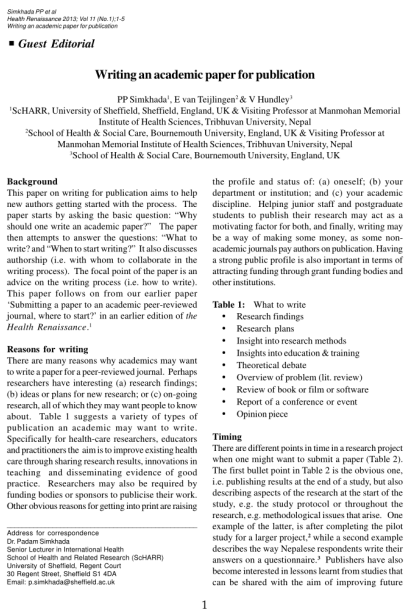 Simkhada PP et al
Health Renaissance 2013; Vol 11 (No.1);1-5
Writing an academic paper for publication
Guest Editorial
Writing an academic paper for publication
PP Simkhada¹, E van Teijlingen² & V Hundley³
¹ScHARR, University of Sheffield, Sheffield, England, UK & Visiting Professor at Manmohan Memorial
Institute of Health Sciences, Tribhuvan University, Nepal
²School of Health & Social Care, Bournemouth University, England, UK & Visiting Professor at
Manmohan Memorial Institute of Health Sciences, Tribhuvan University, Nepal
³School of Health & Social Care, Bournemouth University, England, UK
Background
This paper on writing for publication aims to help
new authors getting started with the process. The
paper starts by asking the basic question: “Why
should one write an academic paper?” The paper
then attempts to answer the questions: “What to
write? and “When to start writing?” It also discusses
authorship (i.e. with whom to collaborate in the
writing process). The focal point of the paper is an
advice on the writing process (i.e. how to write).
This paper follows on from our earlier paper
‘Submitting a paper to an academic peer-reviewed
journal, where to start?’ in an earlier edition of the
Health Renaissance.¹
Reasons for writing
There are many reasons why academics may want
to write a paper for a peer-reviewed journal. Perhaps
researchers have interesting (a) research findings;
(b) ideas or plans for new research; or (c) on-going
research, all of which they may want people to know
about. Table 1 suggests a variety of types of
publication an academic may want to write.
Specifically for health-care researchers, educators
and practitioners the aim is to improve existing health
care through sharing research results, innovations in
teaching and disseminating evidence of good
practice. Researchers may also be required by
funding bodies or sponsors to publicise their work.
Other obvious reasons for getting into print are raising
Address for correspondence
Dr. Padam Simkhada
Senior Lecturer in International Health
School of Health and Related Research (ScHARR)
University of Sheffield, Regent Court
30 Regent Street, Sheffield S1 4DA
Email: p.simkhada@sheffield.ac.uk
the profile and status of: (a) oneself; (b) your
department or institution; and (c) your academic
discipline. Helping junior staff and postgraduate
students to publish their research may act as a
motivating factor for both, and finally, writing may
be a way of making some money, as some non-
academic journals pay authors on publication. Having
a strong public profile is also important in terms of
attracting funding through grant funding bodies and
other institutions.
Table 1: What to write
• Research findings
• Research plans
• Insight into research methods
• Insights into education & training
• Theoretical debate
• Overview of problem (lit. review)
• Review of book or film or software
• Report of a conference or event
• Opinion piece
Timing
There are different points in time in a research project
when one might want to submit a paper (Table 2).
The first bullet point in Table 2 is the obvious one,
i.e. publishing results at the end of a study, but also
describing aspects of the research at the start of the
study, e.g. the study protocol or throughout the
research, e.g. methodological issues that arise. One
example of the latter, is after completing the pilot
study for a larger project,² while a second example
describes the way Nepalese respondents write their
answers on a questionnaire.³ Publishers have also
become interested in lessons learnt from studies that
can be shared with the aim of improving future
1